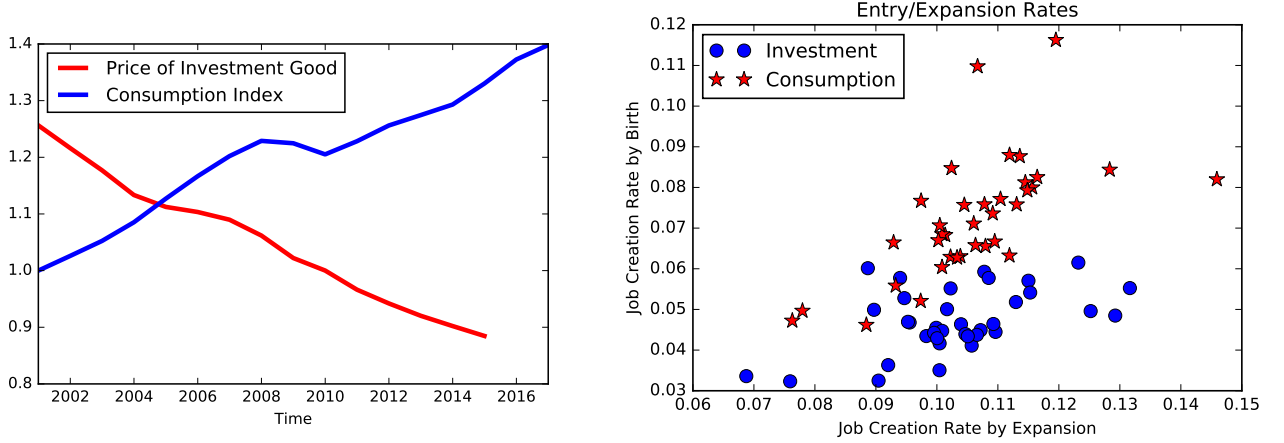 1.4
1.3
1.2
1.1
1.0
0.9
0.8
Price of Investment Good
Consumption Index
2002 2004 2006 2008 2010 2012 2014 2016
Time
Entry/Expansion Rates
0.12
0.11
0.10
0.09
0.08
0.07
0.06
0.05
0.04
0.03
Job Creation Rate by Birth
Investment
Consumption
0.06 0.07 0.08 0.09 0.10 0.11 0.12 0.13 0.14 0.15
Job Creation Rate by Expansion